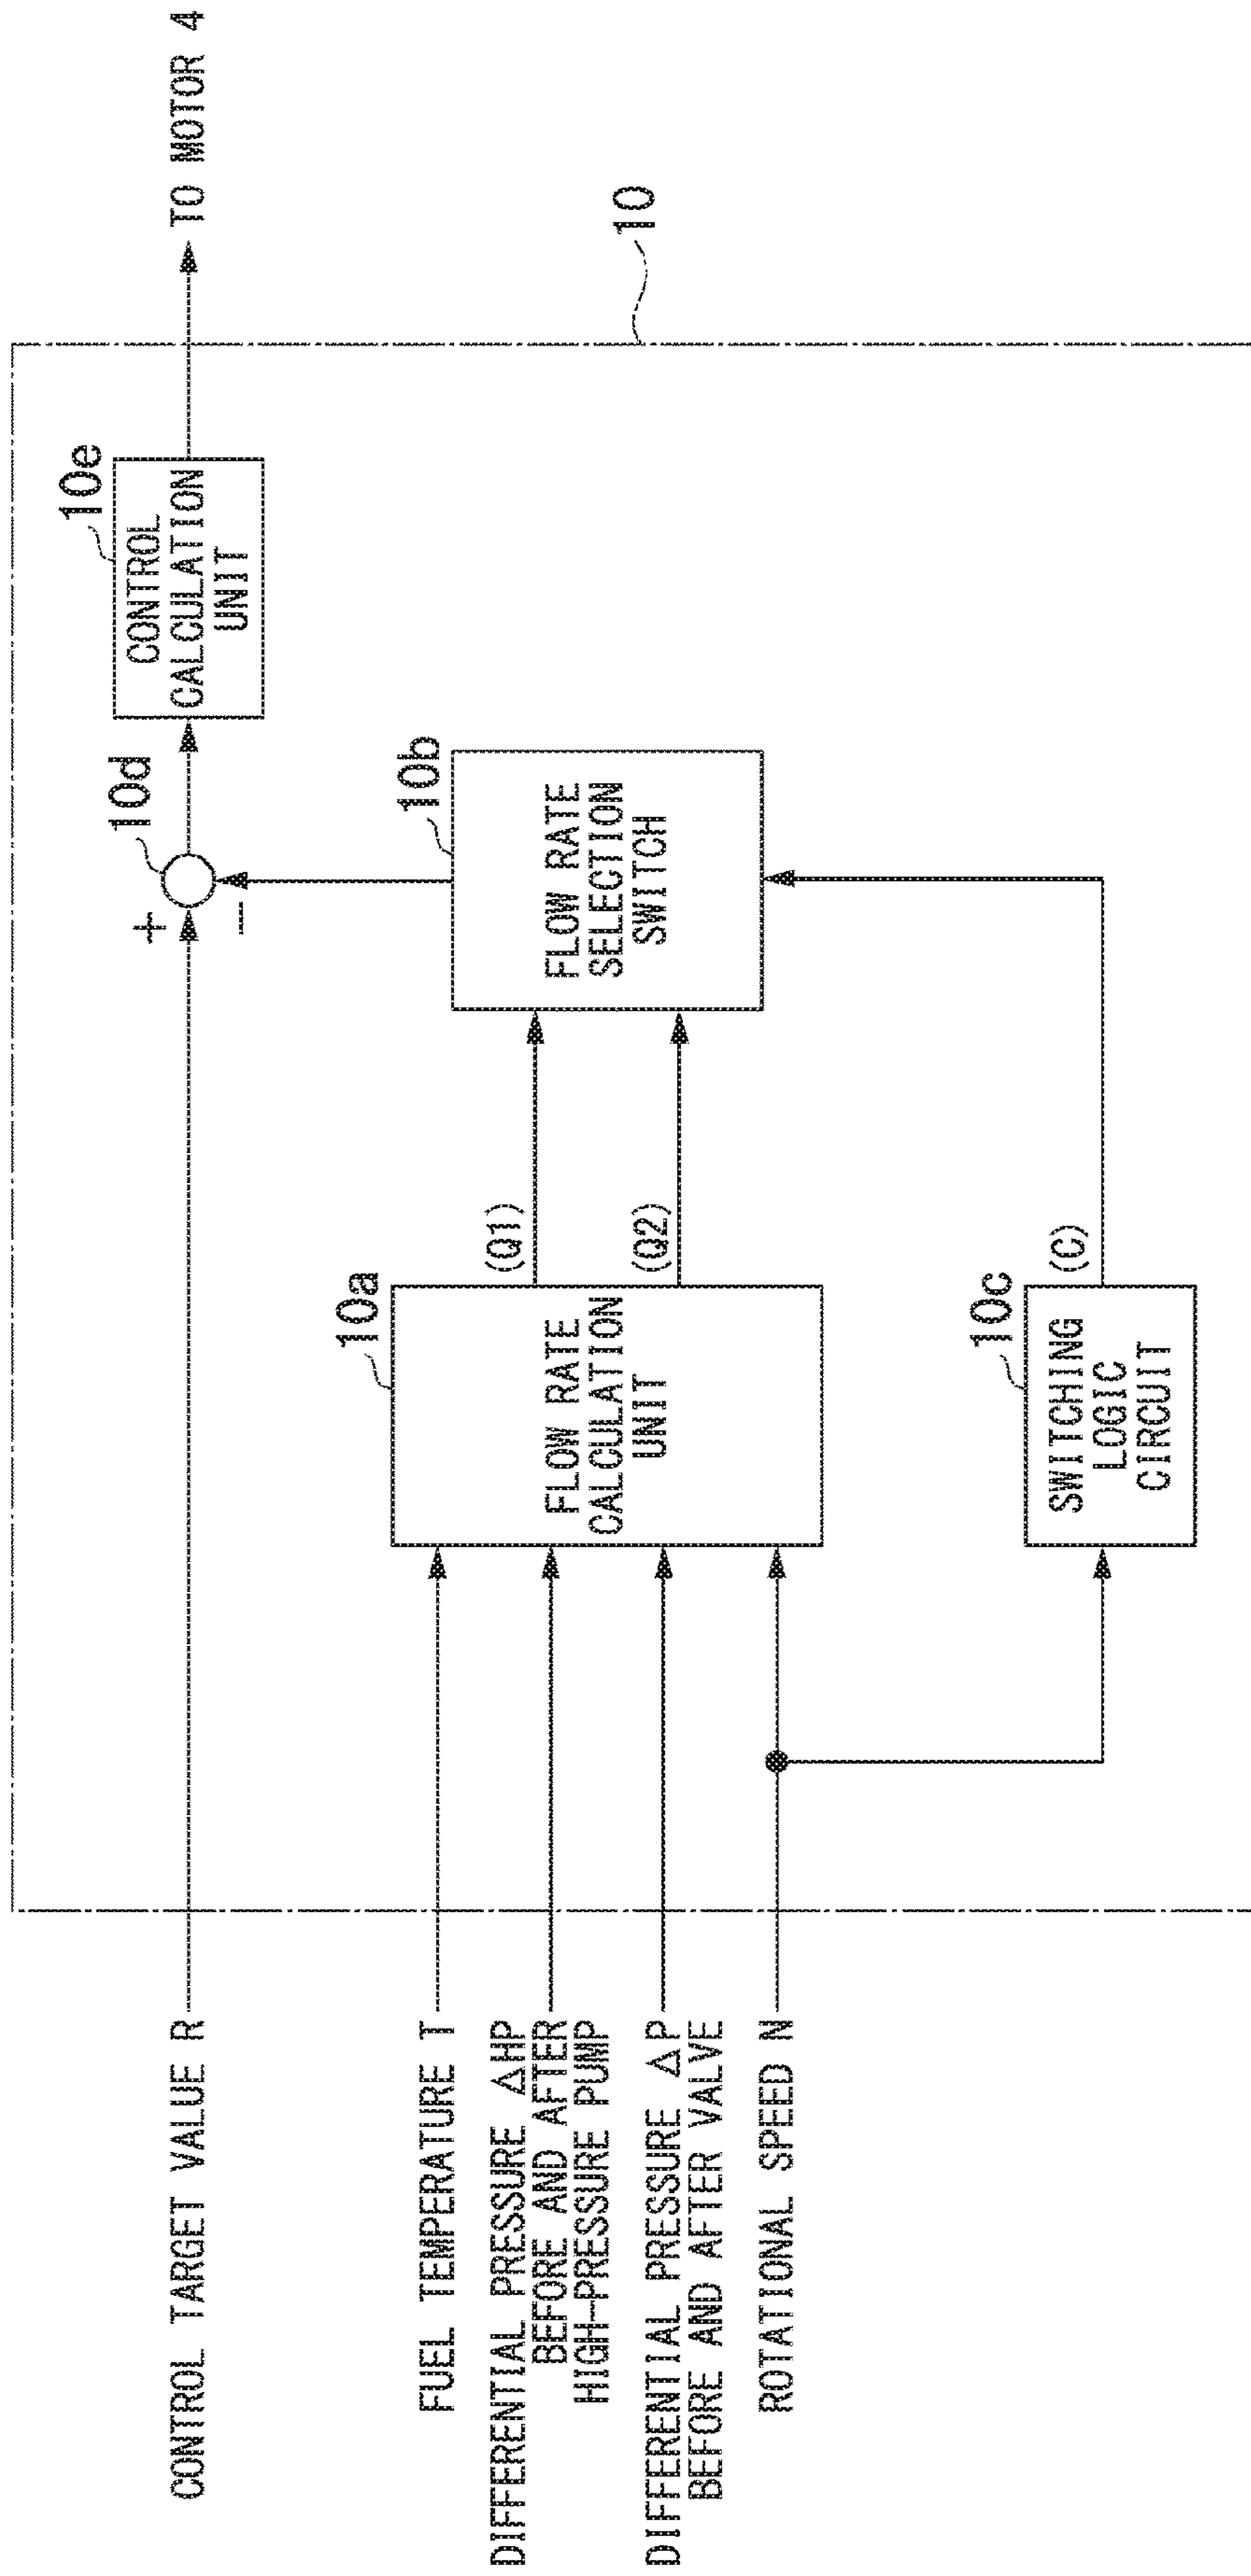 CONTROL TARGET VALUE R
+
−
10d
10e
CONTROL
CALCULATION
UNIT
TO MOTOR 4
FUEL TEMPERATURE T
DIFFERENTIAL PRESSURE △HP
BEFORE AND AFTER
HIGH-PRESSURE PUMP
DIFFERENTIAL PRESSURE △P
BEFORE AND AFTER VALVE
ROTATIONAL SPEED N
10a
FLOW RATE
CALCULATION
UNIT
(Q1)
(Q2)
10b
FLOW RATE
SELECTION
SWITCH
10
10c
SWITCHING
LOGIC
CIRCUIT
(C)